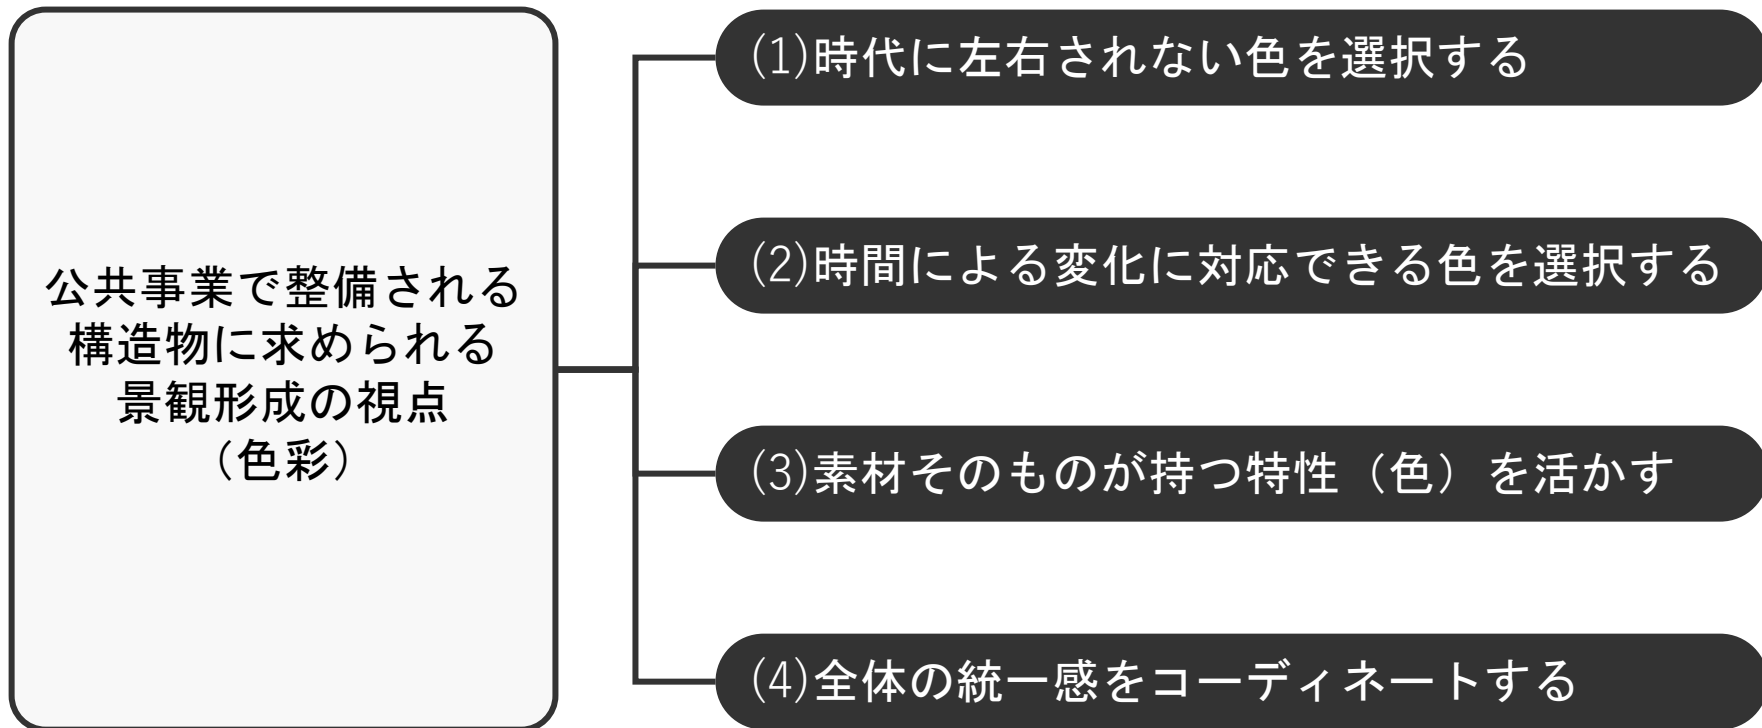 公共事業で整備される
構造物に求められる
景観形成の視点
（色彩）
(1)時代に左右されない色を選択する
(2)時間による変化に対応できる色を選択する
(3)素材そのものが持つ特性（色）を活かす
(4)全体の統一感をコーディネートする